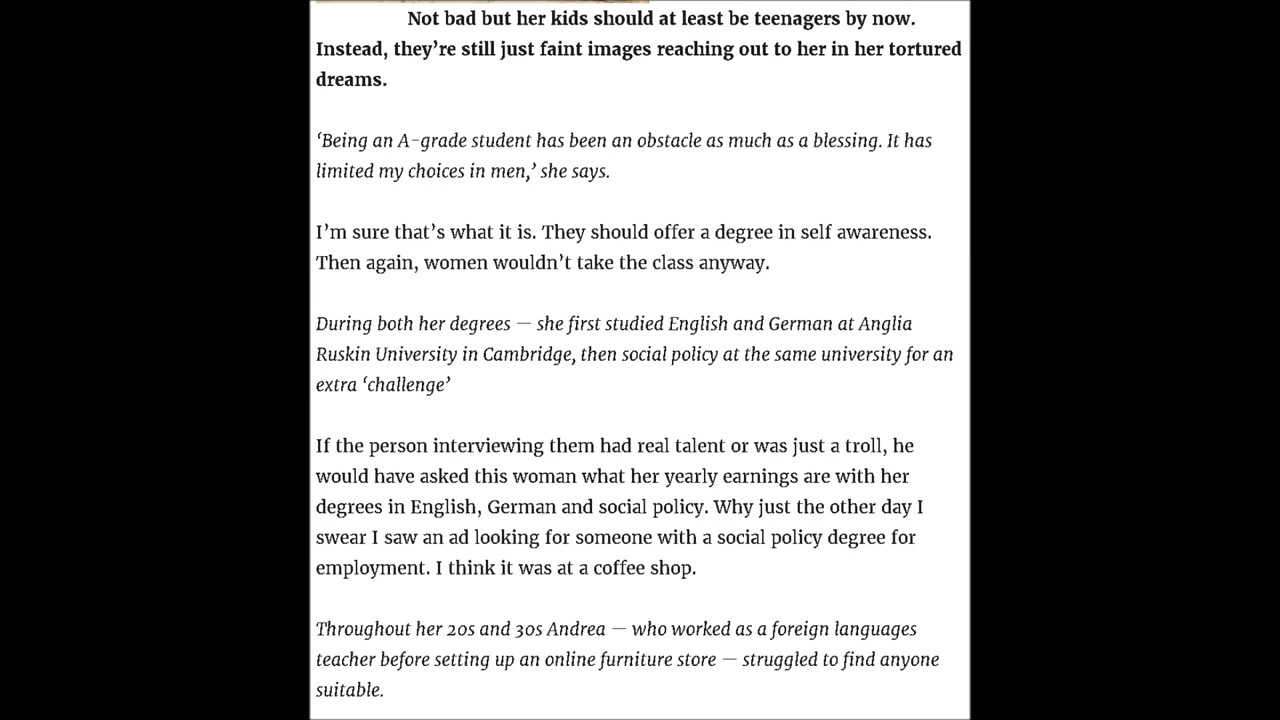 Not bad but her kids should at least be teenagers by now.
Instead, they’re still just faint images reaching out to her in her tortured
dreams.
‘Being an A-grade student has been an obstacle as much as a blessing. It has
limited my choices in men,’ she says.
I’m sure that’s what it is. They should offer a degree in self awareness.
Then again, women wouldn’t take the class anyway.
During both her degrees — she first studied English and German at Anglia
Ruskin University in Cambridge, then social policy at the same university for an
extra ‘challenge’
If the person interviewing them had real talent or was just a troll, he
would have asked this woman what her yearly earnings are with her
degrees in English, German and social policy. Why just the other day I
swear I saw an ad looking for someone with a social policy degree for
employment. I think it was at a coffee shop.
Throughout her 20s and 30s Andrea — who worked as a foreign languages
teacher before setting up an online furniture store — struggled to find anyone
suitable.